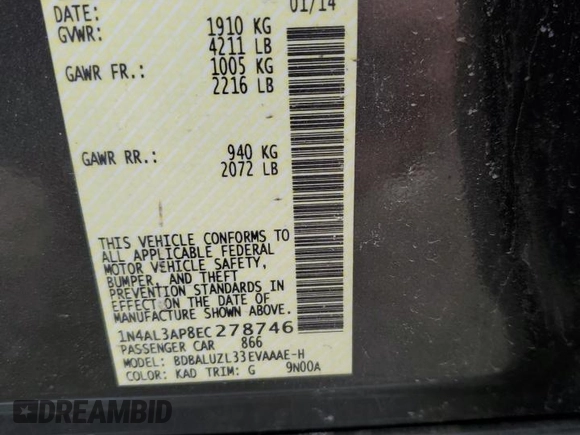 DATE: 01/14
GVWR: 1910 KG
4211 LB
GAWR FR.: 1005 KG
2216 LB
GAWR RR.: 940 KG
2072 LB
THIS VEHICLE CONFORMS TO
ALL APPLICABLE FEDERAL
MOTOR VEHICLE SAFETY,
BUMPER, AND THEFT
PREVENTION STANDARDS IN
EFFECT ON THE DATE OF
MANUFACTURE SHOWN ABOVE.
1N4AL3AP8EC278746
PASSENGER CAR 866
MODEL: BDBALUZL33EVAAAE-H
COLOR: KAD TRIM: G 9N00A
DREAMBID